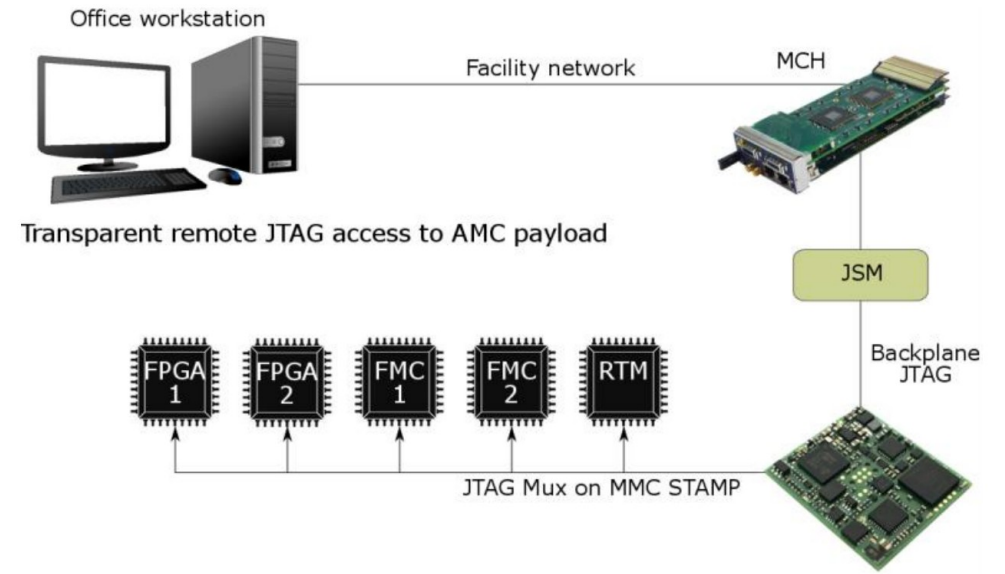 Office workstation
Facility network
MCH
Transparent remote JTAG access to AMC payload
JSM
Backplane
JTAG
FPGA
1
FPGA
2
FMC
1
FMC
2
RTM
JTAG Mux on MMC STAMP